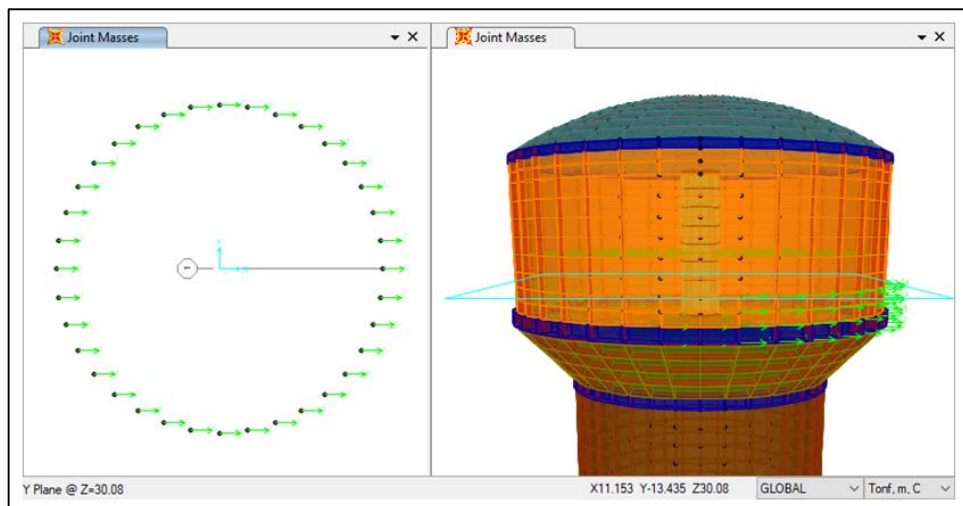 Joint Masses
Joint Masses
Y Plane @ Z=30.08
X11.153 Y-13.435 Z30.08
GLOBAL
Tonf, m, C